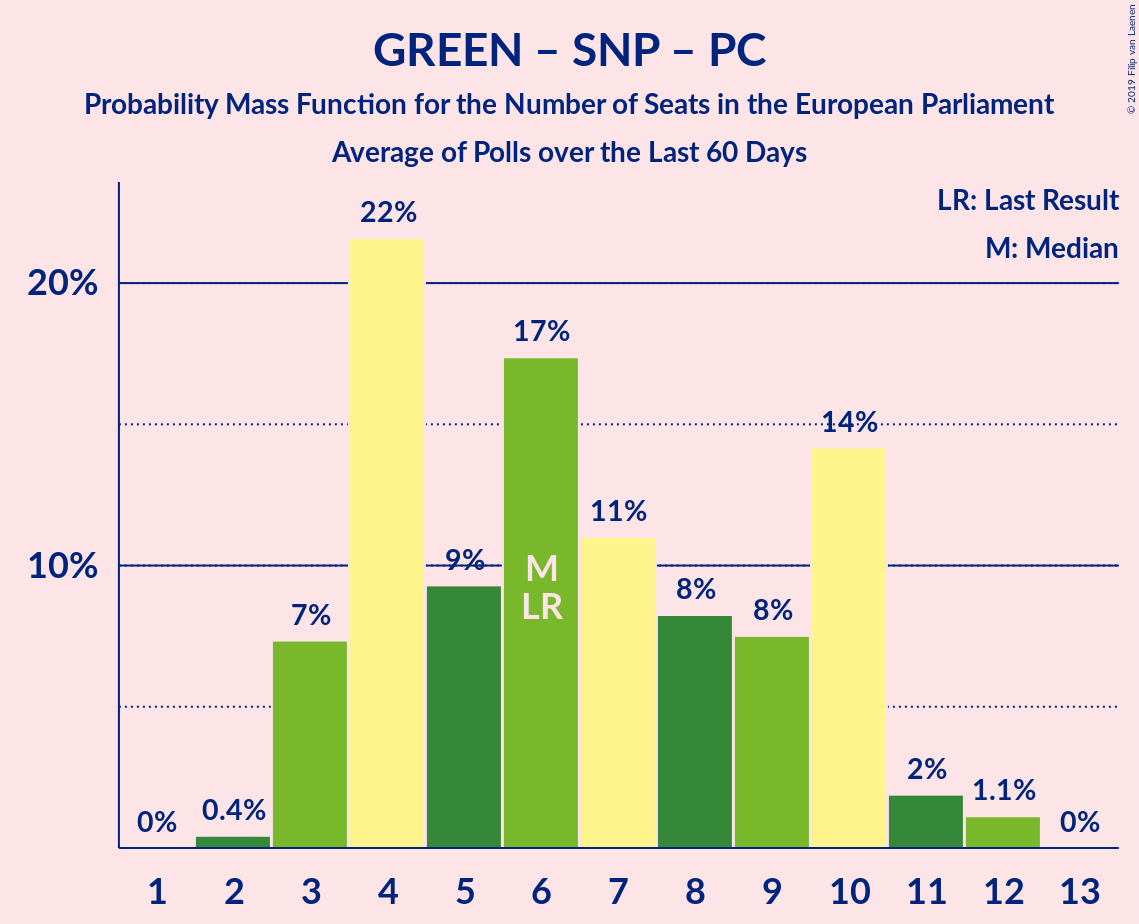 GREEN – SNP – PC
Probability Mass Function for the Number of Seats in the European Parliament
Average of Polls over the Last 60 Days
© 2019 Filip van Laenen
LR: Last Result
M: Median
20%
10%
0%
0.4%
7%
22%
9%
17%
11%
8%
8%
14%
2%
1.1%
0%
M
LR
1 2 3 4 5 6 7 8 9 10 11 12 13